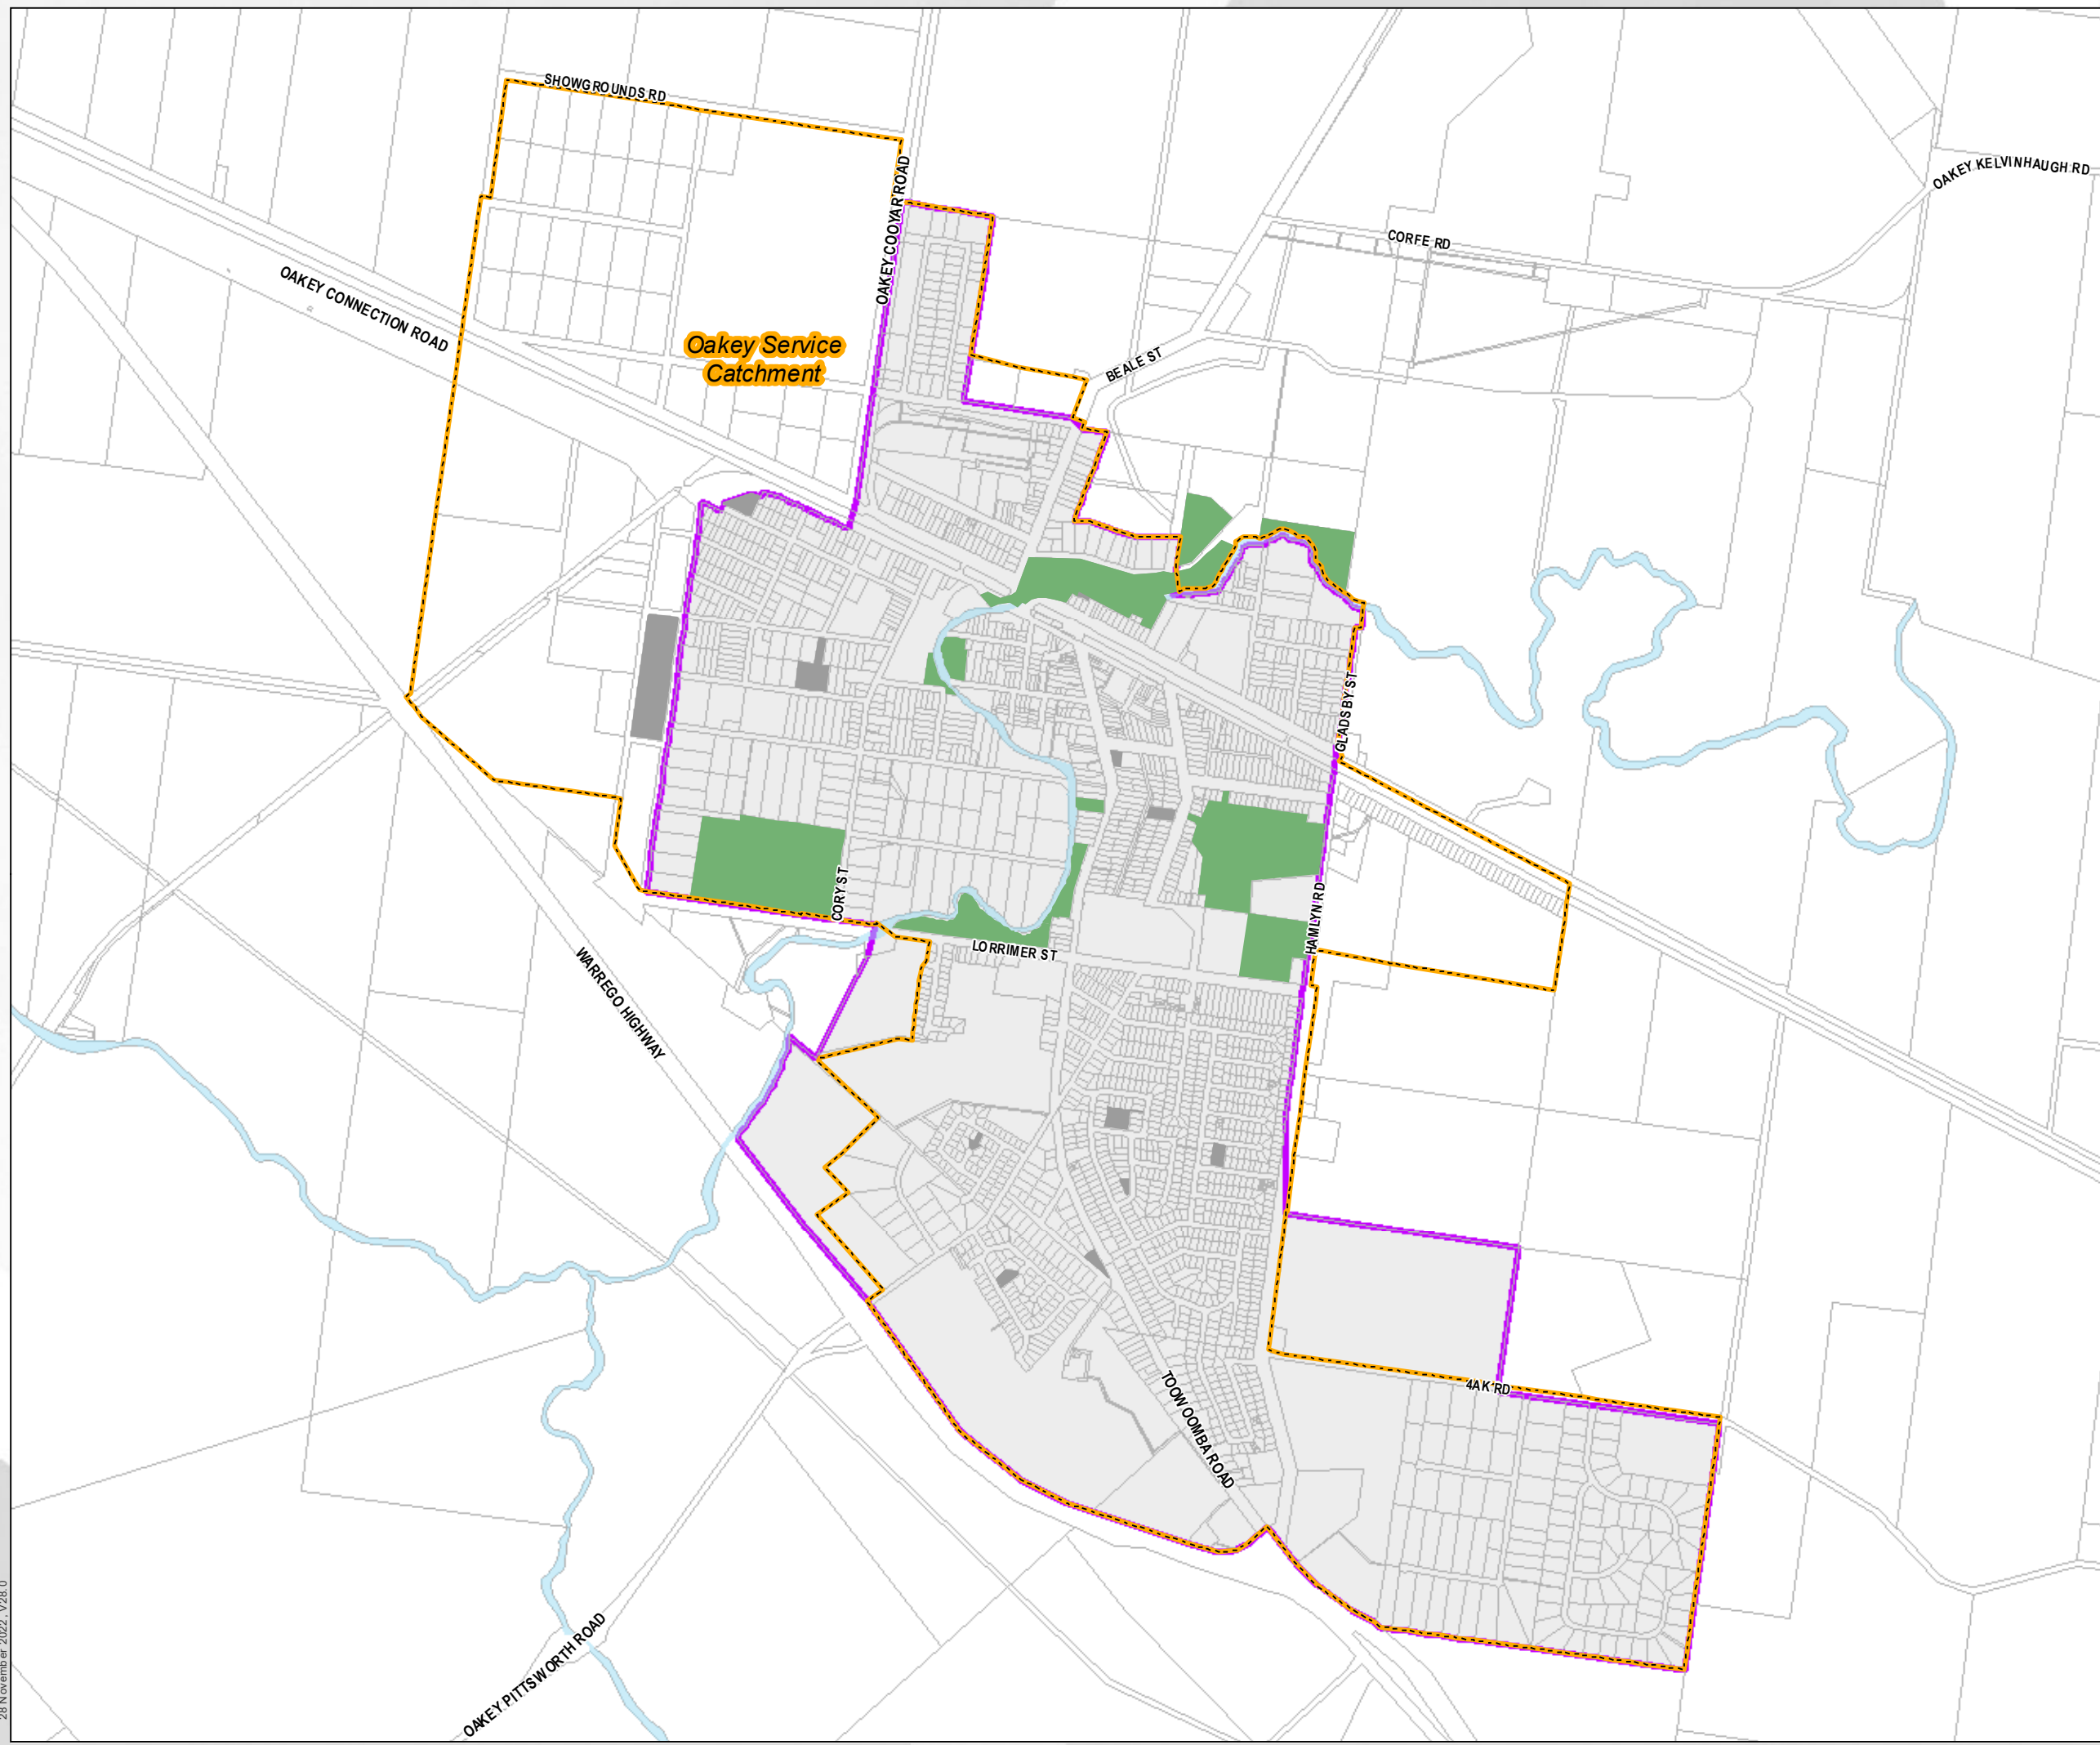 SHOWGROUNDS RD
OAKEY KELVINHAUGH RD
OAKEY COOYAR ROAD
CORFE RD
OAKEY CONNECTION ROAD
Oakey Service
Catchment
BEALE ST
GLADSBY ST
CORY ST
HAMLYN RD
LORRIMER ST
WARREGO HIGHWAY
4AK RD
TOOWOOMBA ROAD
OAKEY PITTSWORTH ROAD
28 November 2022, V28.0